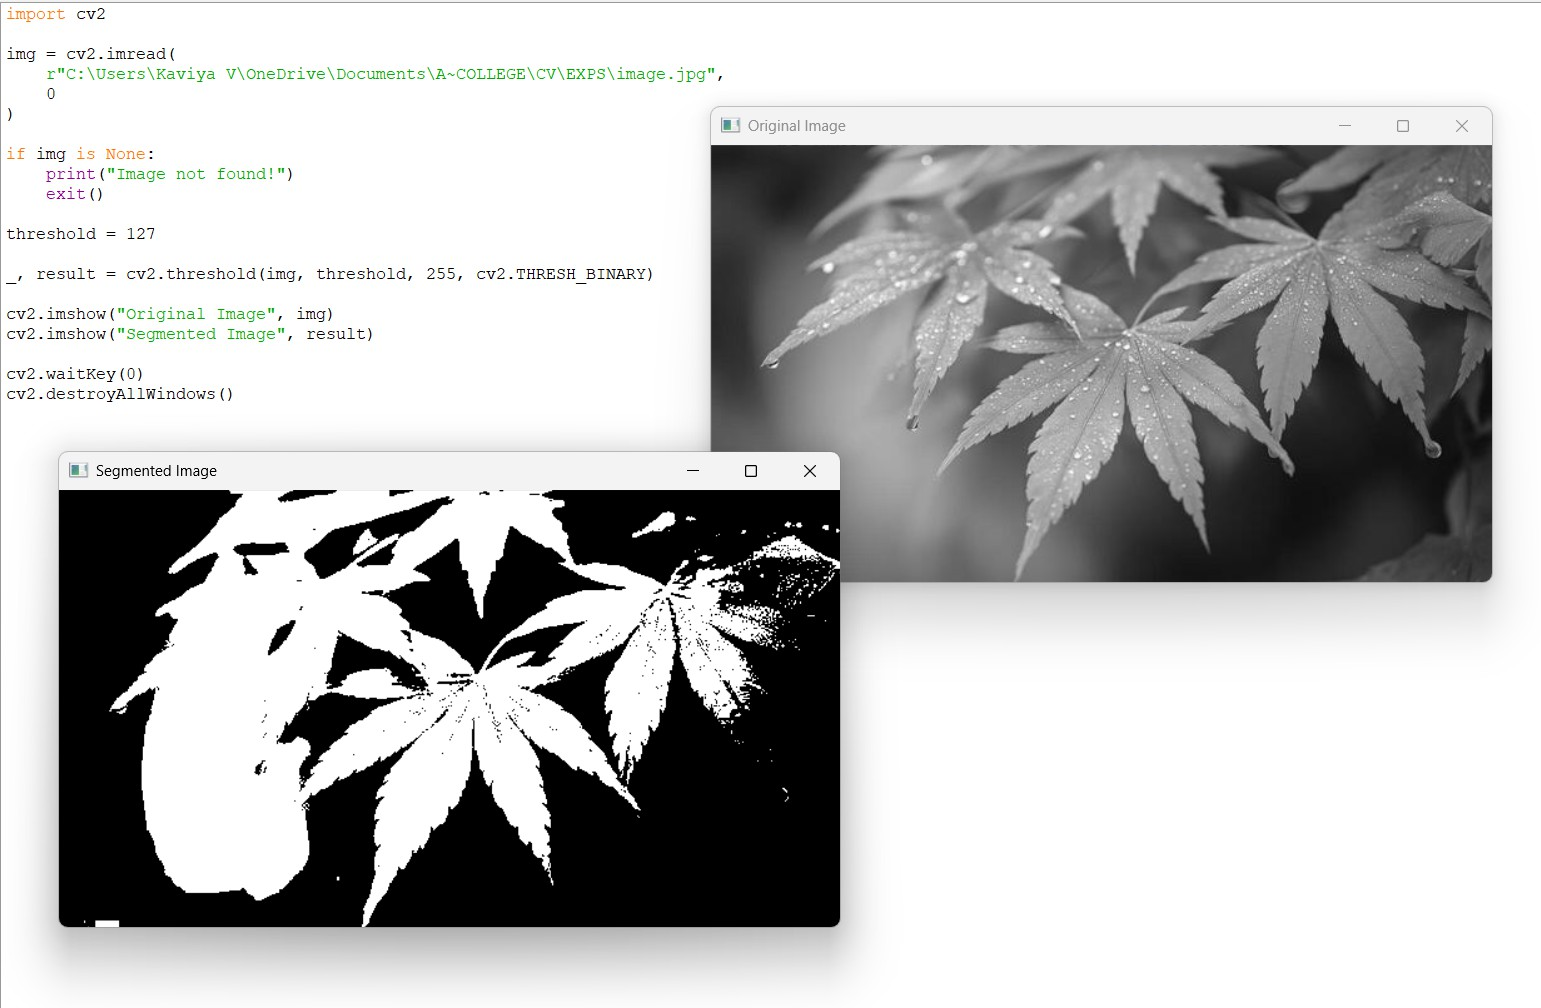 import cv2
img = cv2.imread(
    r"C:\Users\Kaviya V\OneDrive\Documents\A~COLLEGE\CV\EXPS\image.jpg",
    0
)
if img is None:
    print("Image not found!")
    exit()
threshold = 127
_, result = cv2.threshold(img, threshold, 255, cv2.THRESH_BINARY)
cv2.imshow("Original Image", img)
cv2.imshow("Segmented Image", result)
cv2.waitKey(0)
cv2.destroyAllWindows()
Original Image
Segmented Image